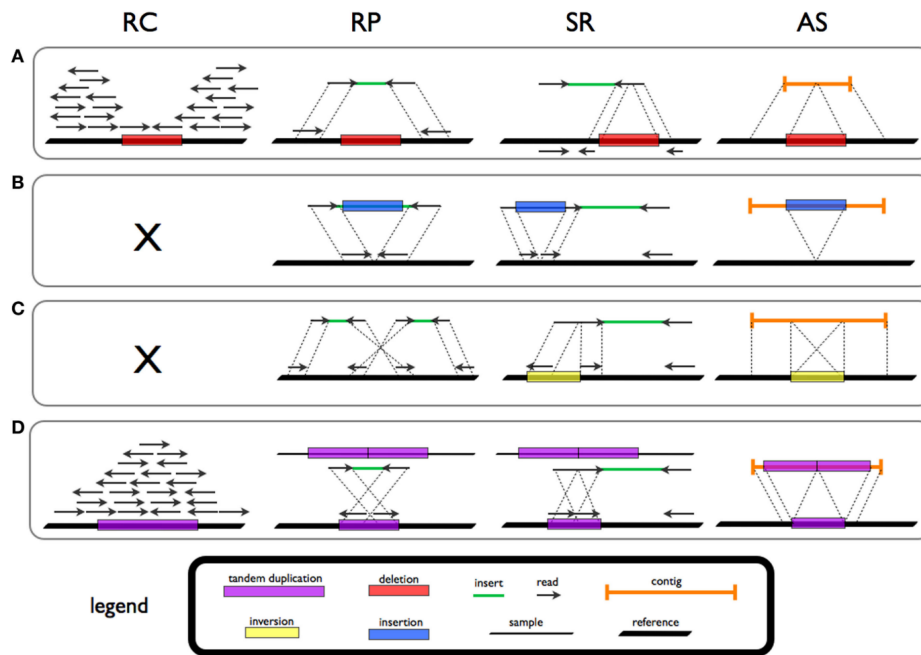 RC RP SR AS
A
B
X
C
X
D
legend
tandem duplication deletion insert read contig
inversion insertion sample reference